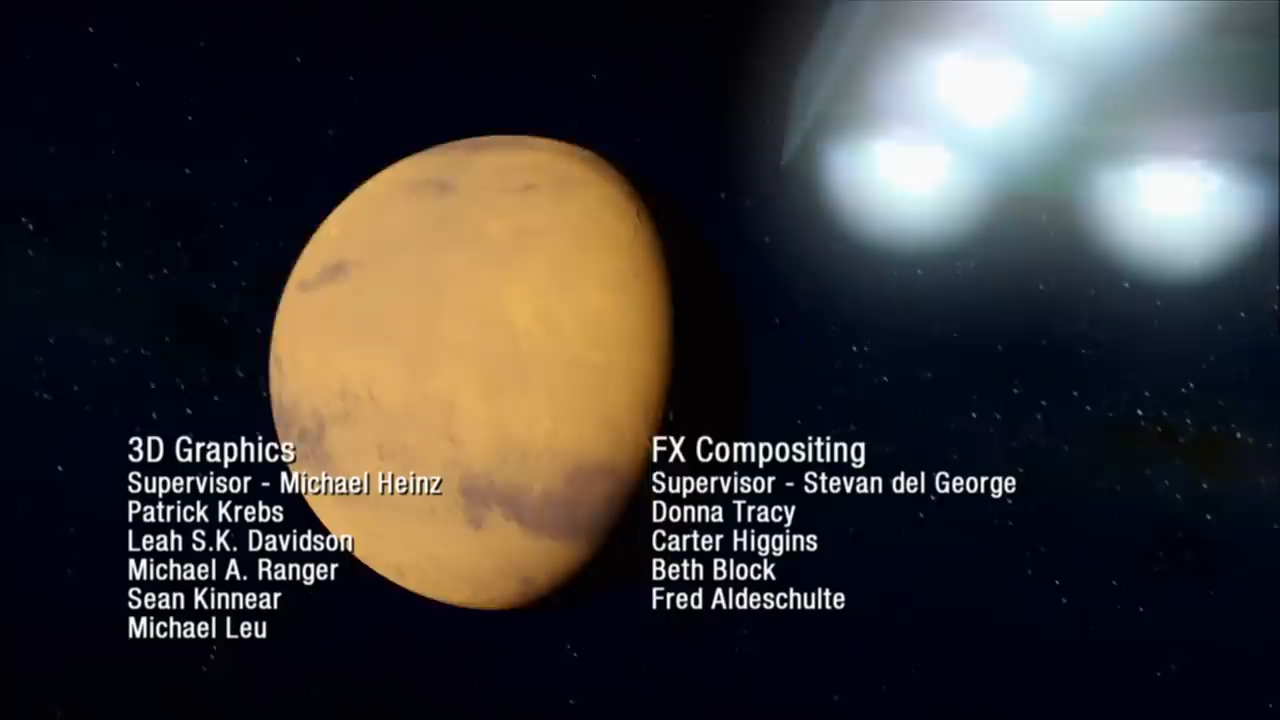 3D Graphics
Supervisor - Michael Heinz
Patrick Krebs
Leah S.K. Davidson
Michael A. Ranger
Sean Kinnear
Michael Leu
FX Compositing
Supervisor - Stevan del George
Donna Tracy
Carter Higgins
Beth Block
Fred Aldeschulte